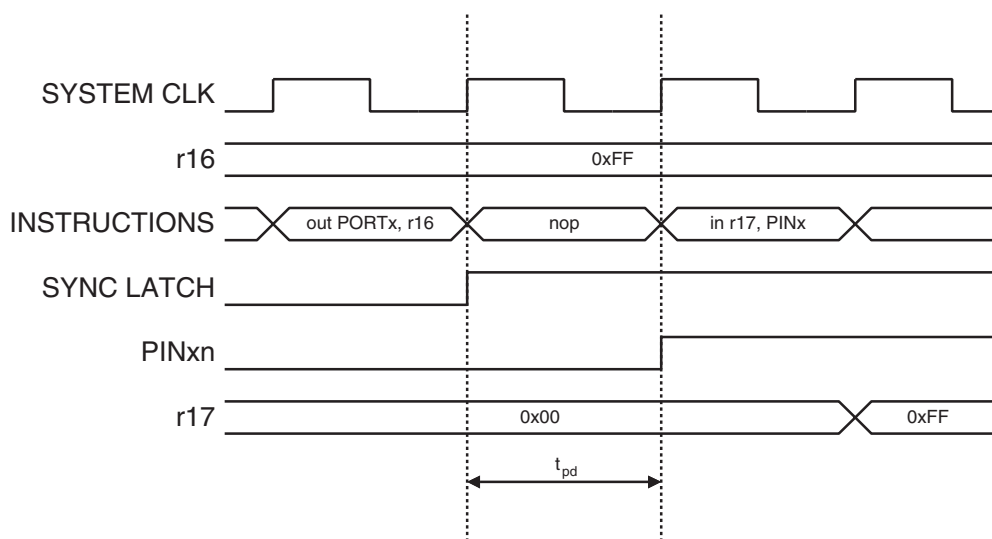 SYSTEM CLK
r16
0xFF
INSTRUCTIONS
out PORTx, r16
nop
in r17, PINx
SYNC LATCH
PINxn
r17
0x00
0xFF
tpd